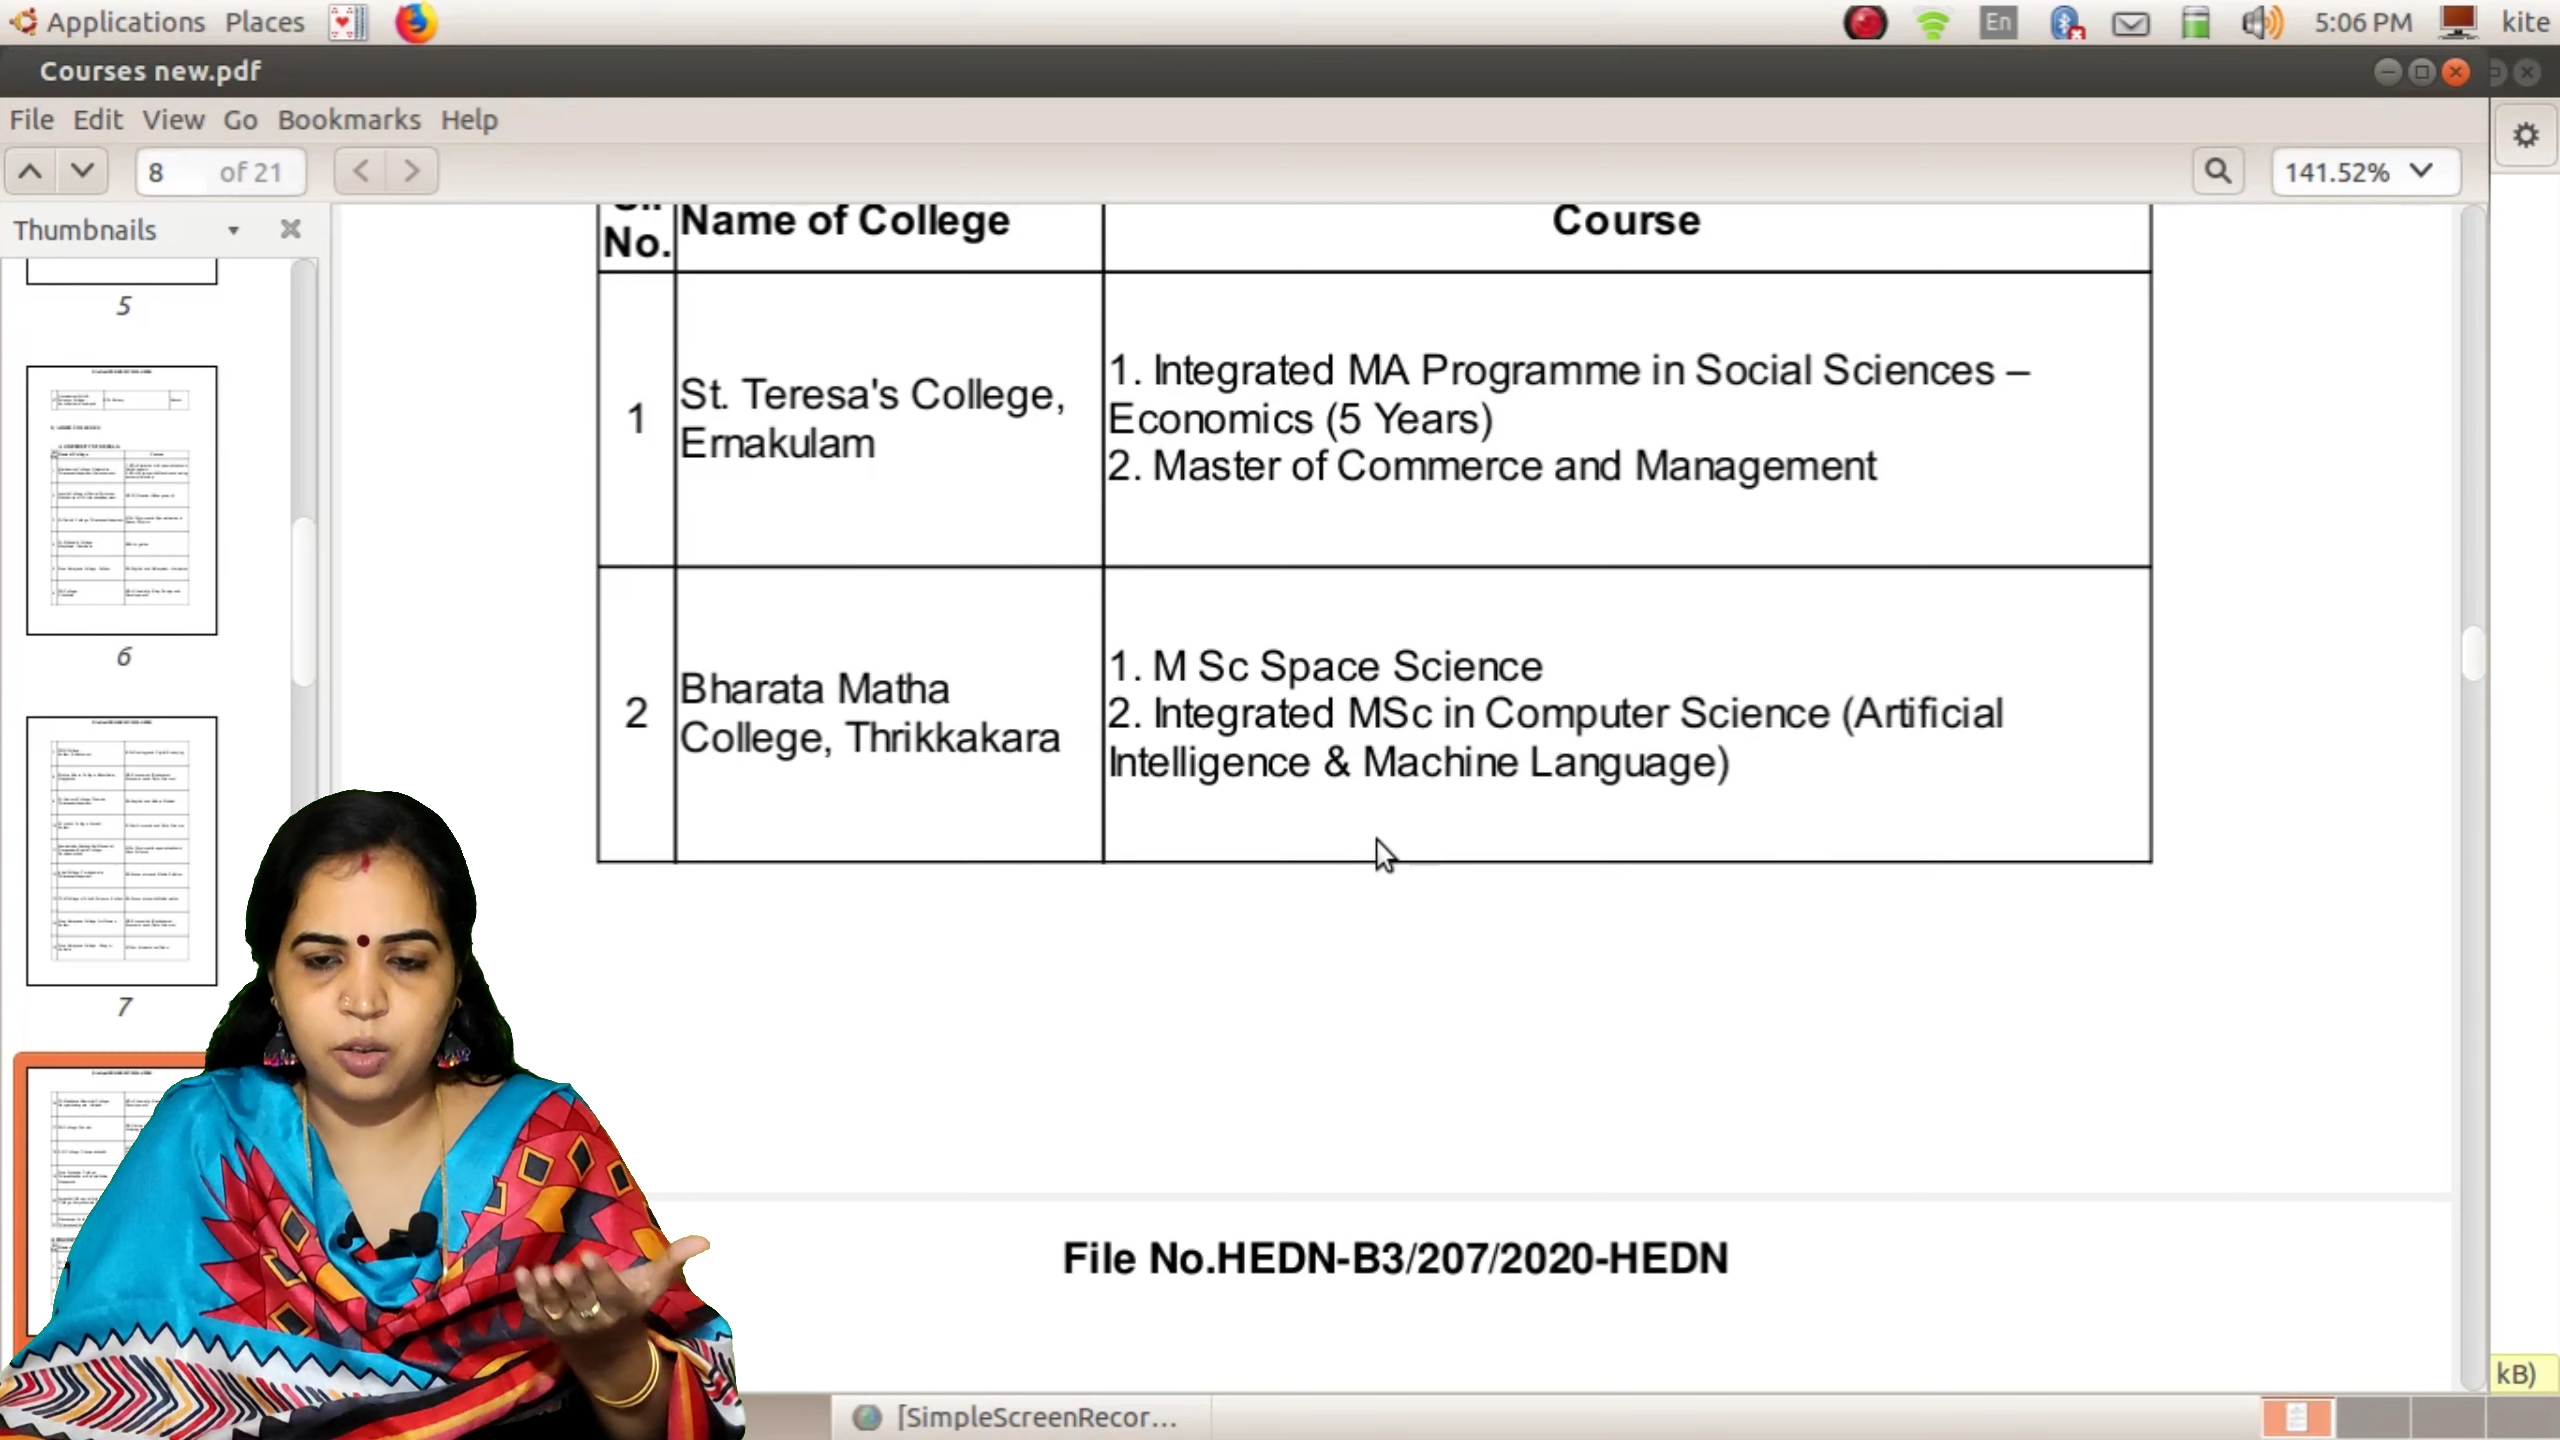 Applications Places En 5:06 PM kite
Courses new.pdf
File Edit View Go Bookmarks Help
8 of 21 141.52%
Thumbnails
5
6
7
No. Name of College Course
1 St. Teresa's College,
Ernakulam
1. Integrated MA Programme in Social Sciences –
Economics (5 Years)
2. Master of Commerce and Management
2 Bharata Matha
College, Thrikkakara
1. M Sc Space Science
2. Integrated MSc in Computer Science (Artificial
Intelligence & Machine Language)
File No.HEDN-B3/207/2020-HEDN
kB)
[SimpleScreenRecor...